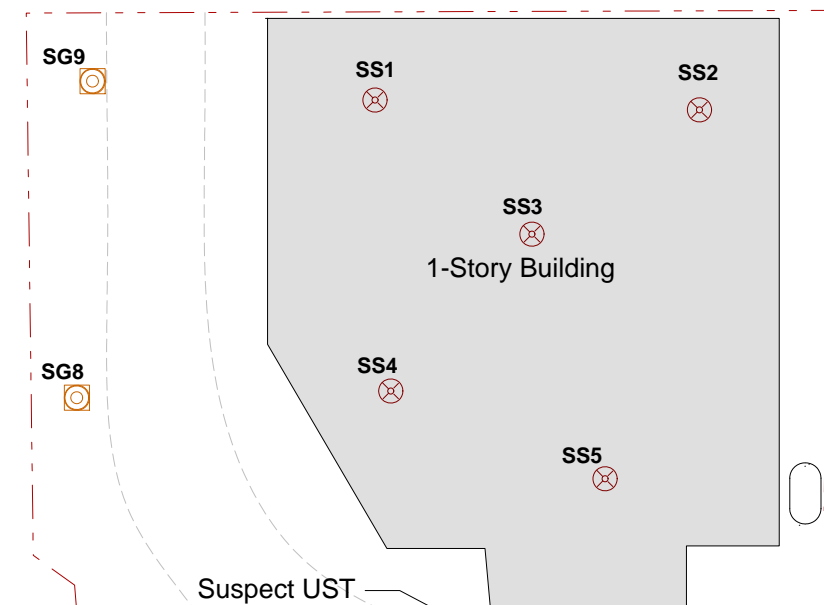 SG9
SS1
SS2
SS3
1-Story Building
SG8
SS4
SS5
Suspect UST